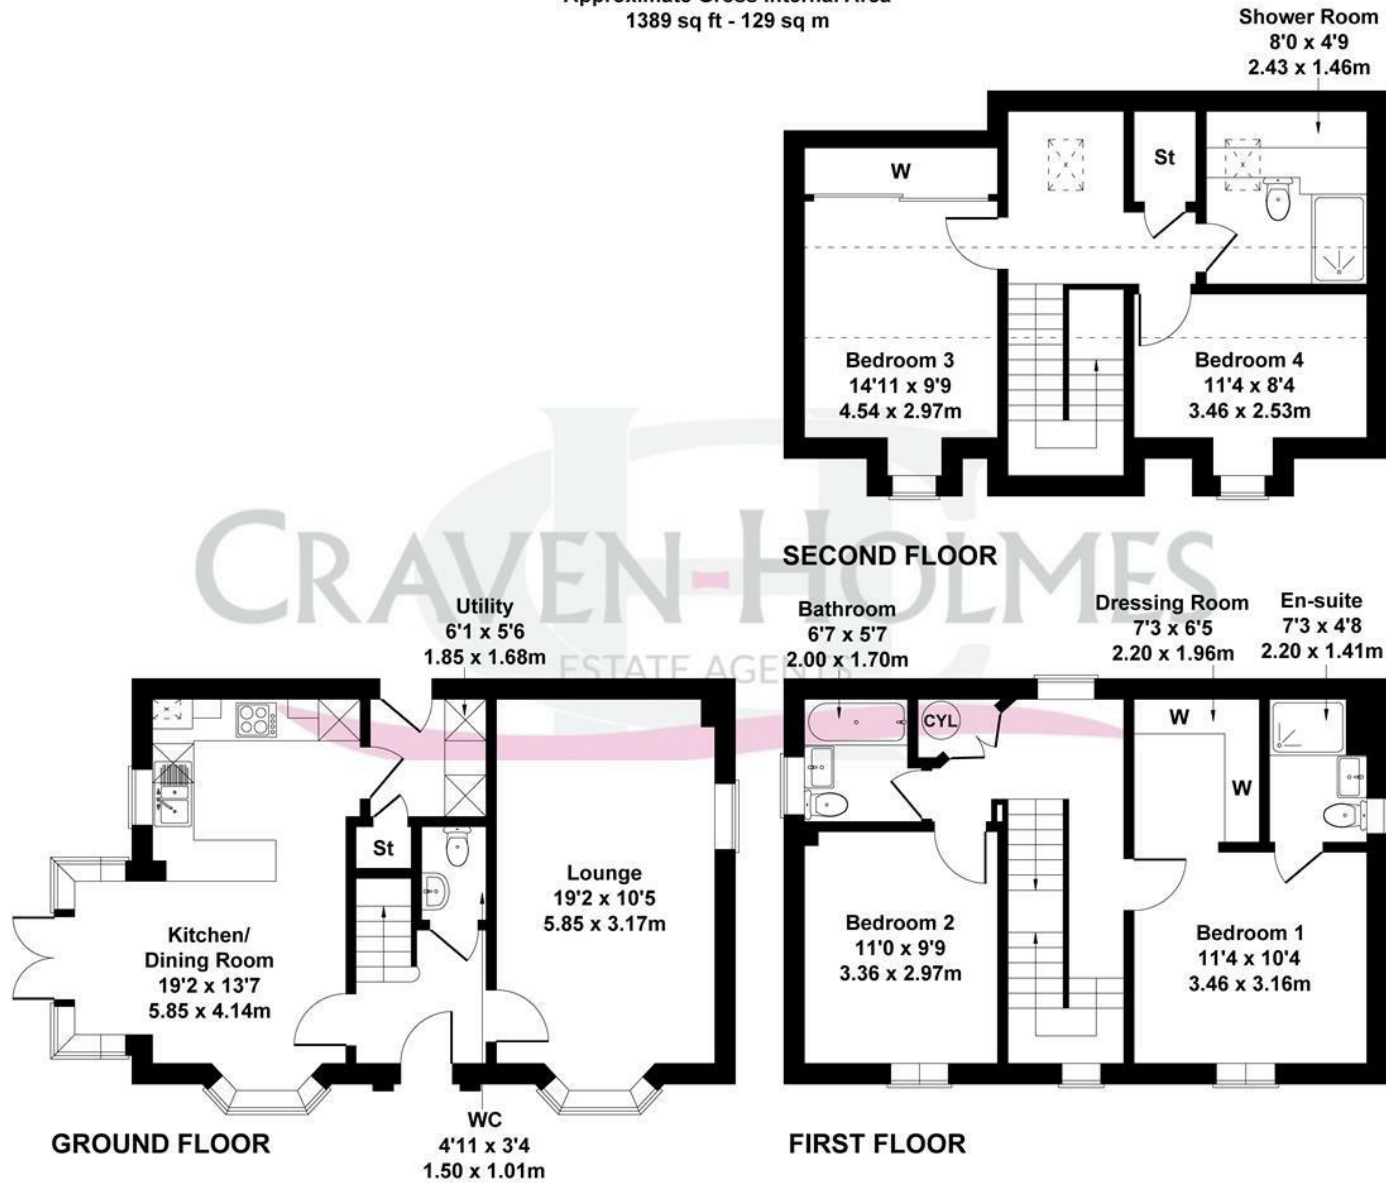 Approximate Gross Internal Area
1389 sq ft - 129 sq m
Shower Room
8'0 x 4'9
2.43 x 1.46m
W
St
Bedroom 3
14'11 x 9'9
4.54 x 2.97m
Bedroom 4
11'4 x 8'4
3.46 x 2.53m
CRAVEN-HOLMES
ESTATE AGENTS
SECOND FLOOR
Utility
6'1 x 5'6
1.85 x 1.68m
St
Lounge
19'2 x 10'5
5.85 x 3.17m
Kitchen/
Dining Room
19'2 x 13'7
5.85 x 4.14m
WC
4'11 x 3'4
1.50 x 1.01m
GROUND FLOOR
Bathroom
6'7 x 5'7
2.00 x 1.70m
Dressing Room
7'3 x 6'5
2.20 x 1.96m
En-suite
7'3 x 4'8
2.20 x 1.41m
CYL
W
W
Bedroom 2
11'0 x 9'9
3.36 x 2.97m
Bedroom 1
11'4 x 10'4
3.46 x 3.16m
FIRST FLOOR